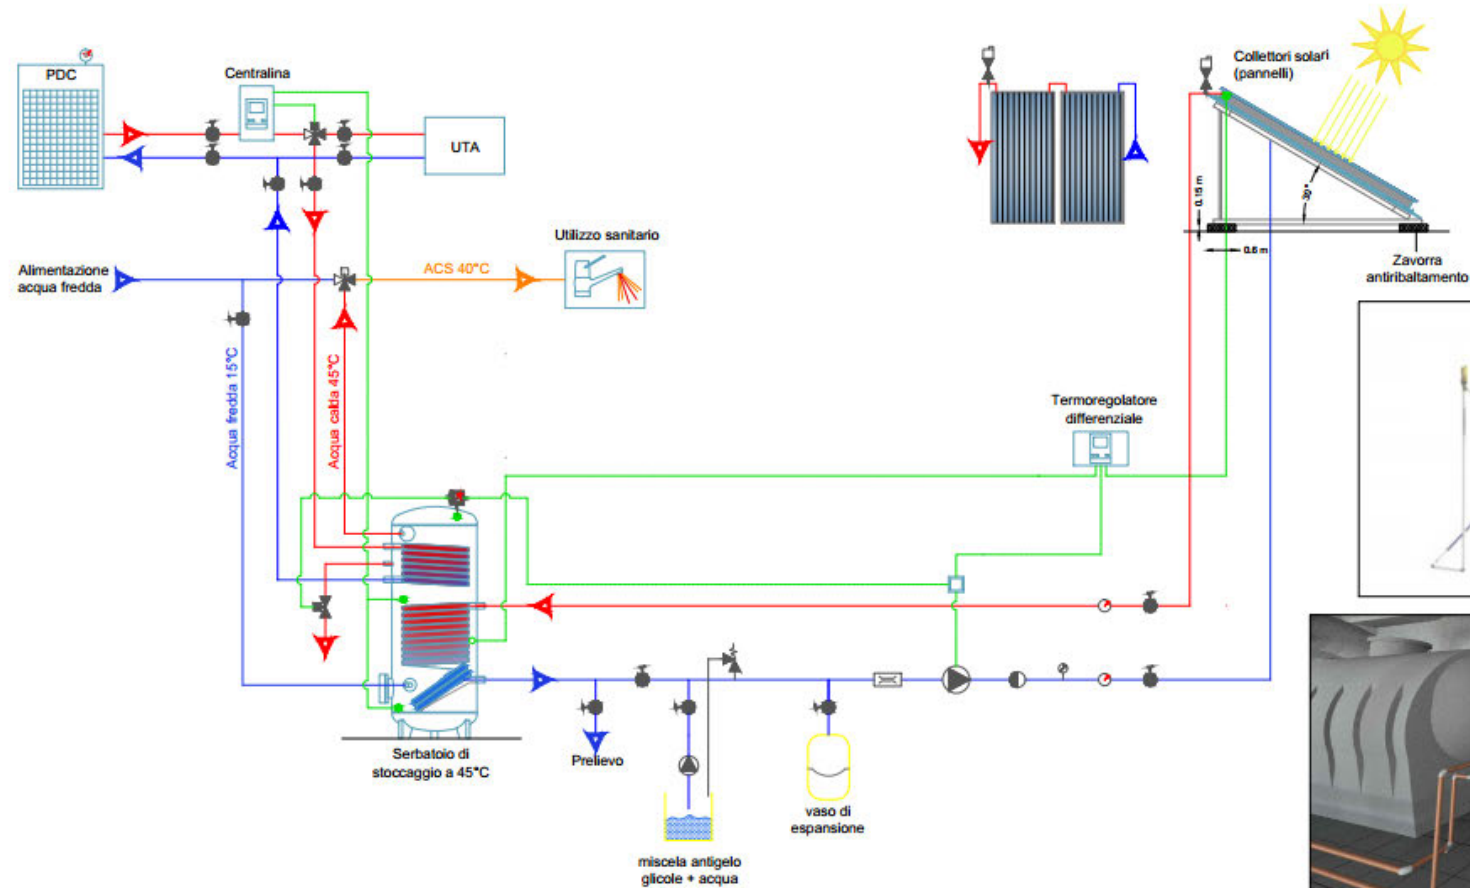 PDC
Centralina
UTA
Collettori solari
(pannelli)
30°
0.15 m
0.6 m
Zavorra
antiribaltamento
Alimentazione
acqua fredda
ACS 40°C
Utilizzo sanitario
Acqua fredda 15°C
Acqua calda 45°C
Termoregolatore
differenziale
Serbatoio di
stoccaggio a 45°C
Prelievo
miscela antigelo
glicole + acqua
vaso di
espansione